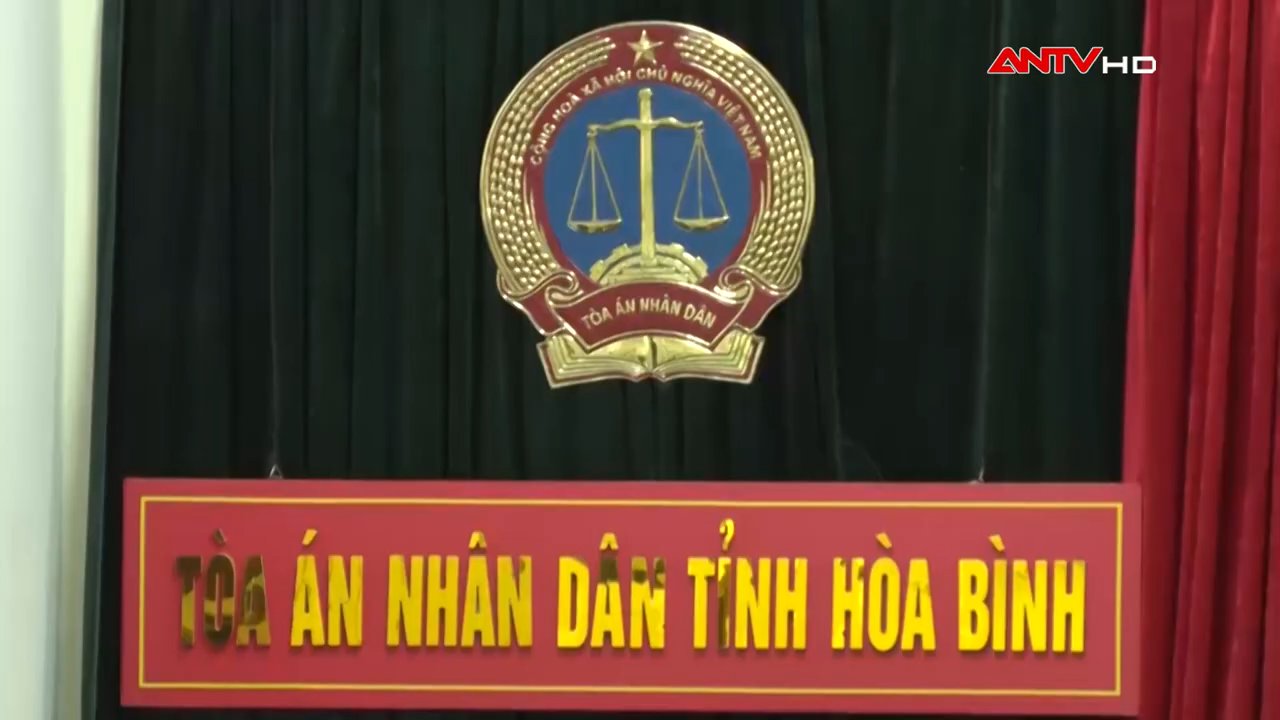 ANTV HD
CỘNG HOÀ XÃ HỘI CHỦ NGHĨA VIỆT NAM
TÒA ÁN NHÂN DÂN
TÒA ÁN NHÂN DÂN TỈNH HÒA BÌNH